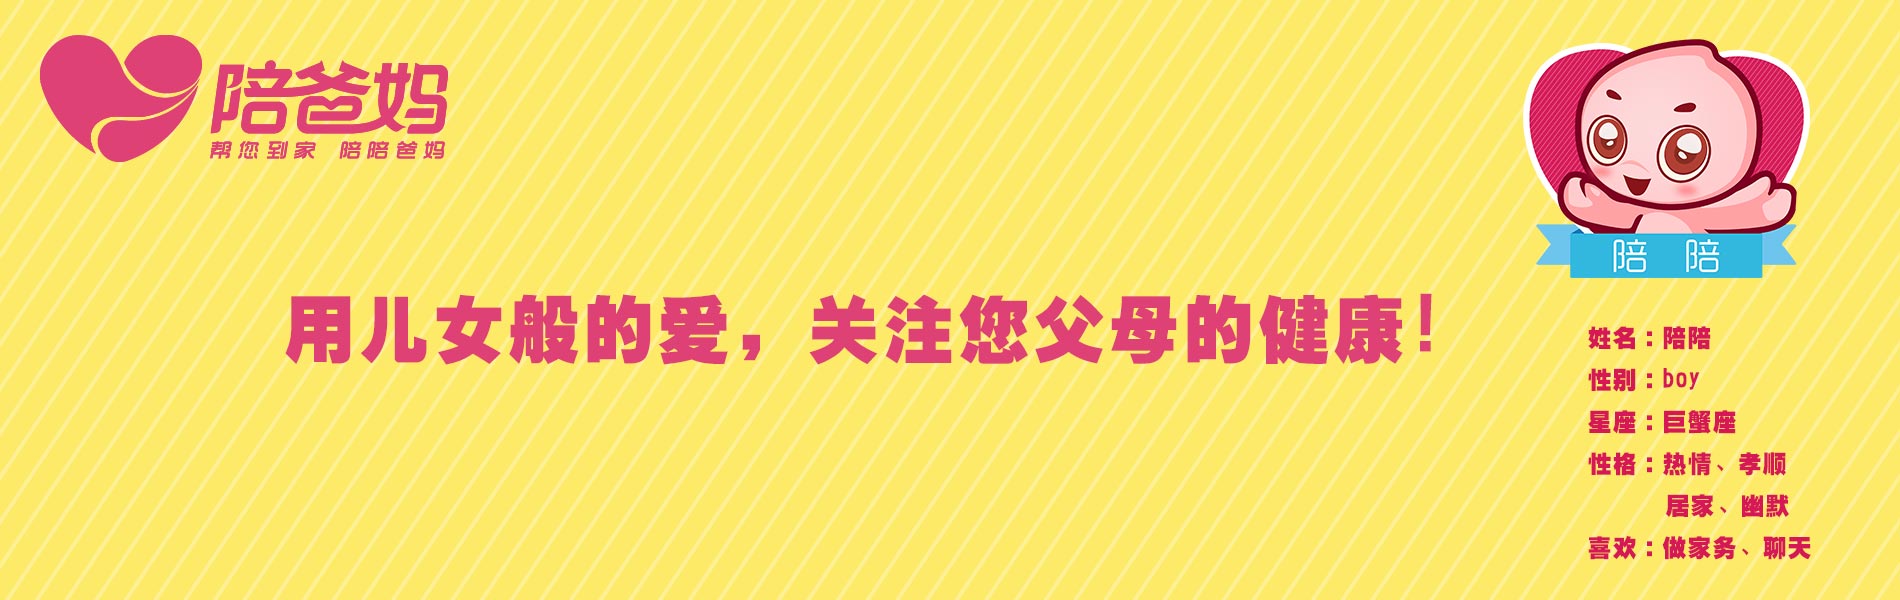 陪爸妈
帮您到家 陪陪爸妈
陪 陪
用儿女般的爱，关注您父母的健康！
姓名：陪陪
性别：boy
星座：巨蟹座
性格：热情、孝顺
居家、幽默
喜欢：做家务、聊天